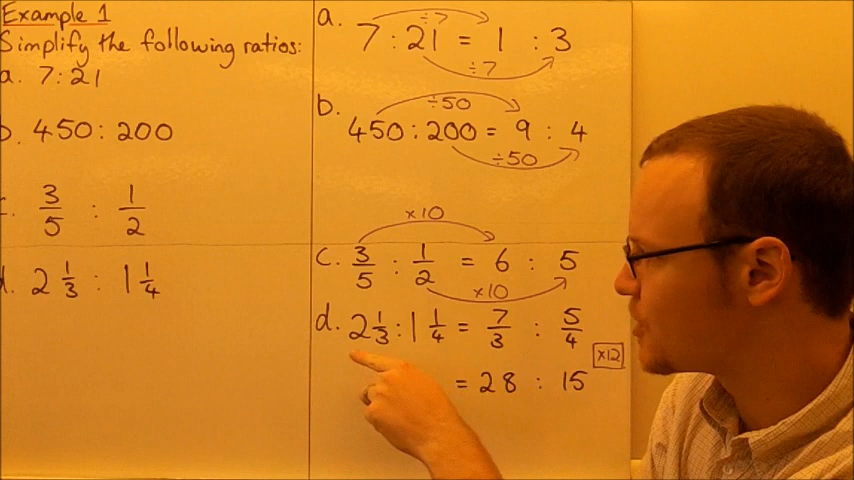 Example 1
Simplify the following ratios:
a. 7:21
b. 450:200
c. 3/5 : 1/2
d. 2 1/3 : 1 1/4
a. 7:21 = 1 : 3
÷7
÷7
b. 450:200 = 9 : 4
÷50
÷50
c. 3/5 : 1/2 = 6 : 5
×10
×10
d. 2 1/3 : 1 1/4 = 7/3 : 5/4
×12
= 28 : 15